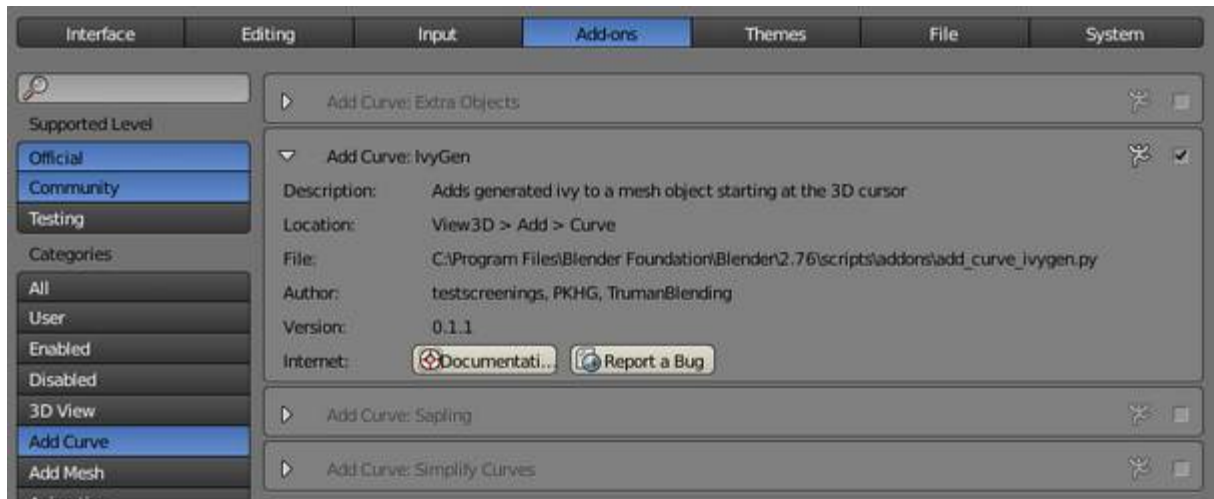 Interface Editing Input Add-ons Themes File System
Supported Level
Official
Community
Testing
Categories
All
User
Enabled
Disabled
3D View
Add Curve
Add Mesh
Add Curve: Extra Objects
Add Curve: IvyGen
Description: Adds generated ivy to a mesh object starting at the 3D cursor
Location: View3D > Add > Curve
File: C:\Program Files\Blender Foundation\Blender\2.76\scripts\addons\add_curve_ivygen.py
Author: testscreenings, PKHG, TrumanBlending
Version: 0.1.1
Internet: Documentati... Report a Bug
Add Curve: Sapling
Add Curve: Simplify Curves